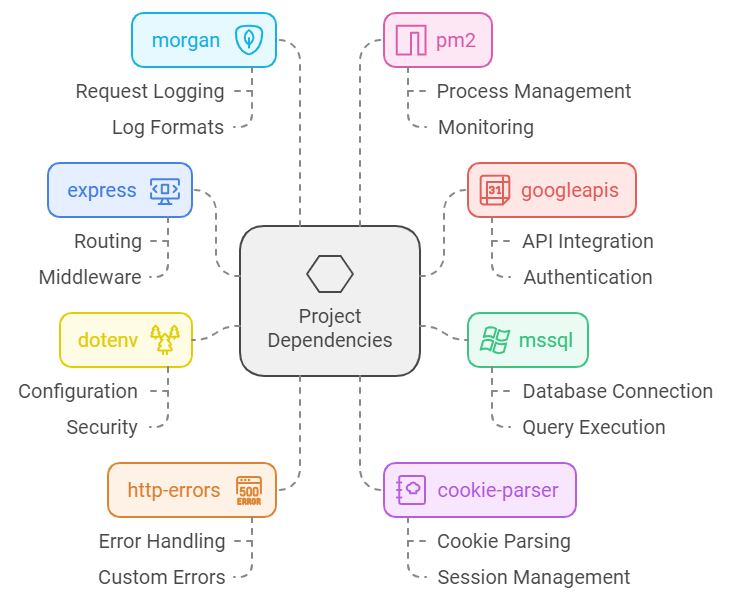 morgan
Request Logging
Log Formats
pm2
Process Management
Monitoring
express
Routing
Middleware
31
googleapis
API Integration
Authentication
Project
Dependencies
dotenv
Configuration
Security
mssql
Database Connection
Query Execution
http-errors
500
ERROR
Error Handling
Custom Errors
cookie-parser
Cookie Parsing
Session Management